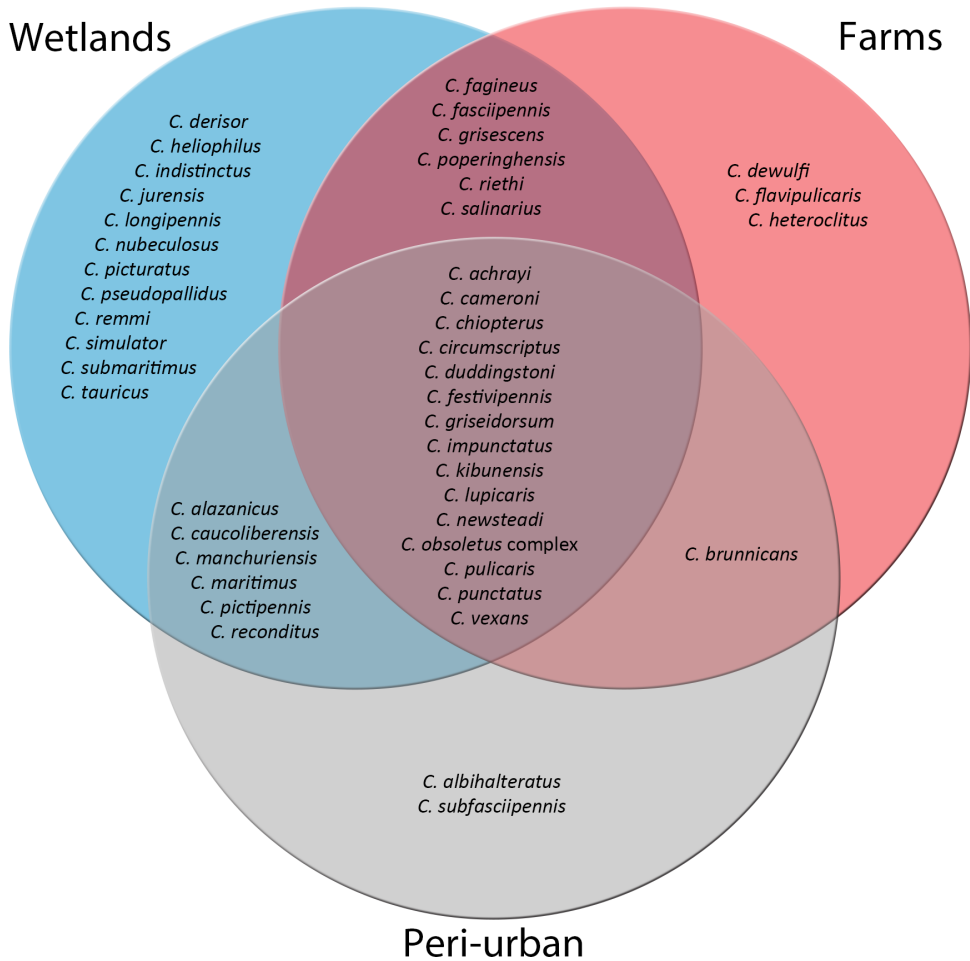 Wetlands
Farms
C. derisor
C. heliophilus
C. indistinctus
C. jurensis
C. longipennis
C. nubeculosus
C. picturatus
C. pseudopallidus
C. remmi
C. simulator
C. submaritimus
C. tauricus
C. fagineus
C. fasciipennis
C. grisescens
C. poperinghensis
C. riethi
C. salinarius
C. dewulfi
C. flavipulicaris
C. heteroclitus
C. achrayi
C. cameroni
C. chiopterus
C. circumscriptus
C. duddingstoni
C. festivipennis
C. griseidorsum
C. impunctatus
C. kibunensis
C. lupicaris
C. newsteadi
C. obsoletus complex
C. pulicaris
C. punctatus
C. vexans
C. alazanicus
C. caucoliberensis
C. manchuriensis
C. maritimus
C. pictipennis
C. reconditus
C. brunnicans
C. albihalteratus
C. subfasciipennis
Peri-urban